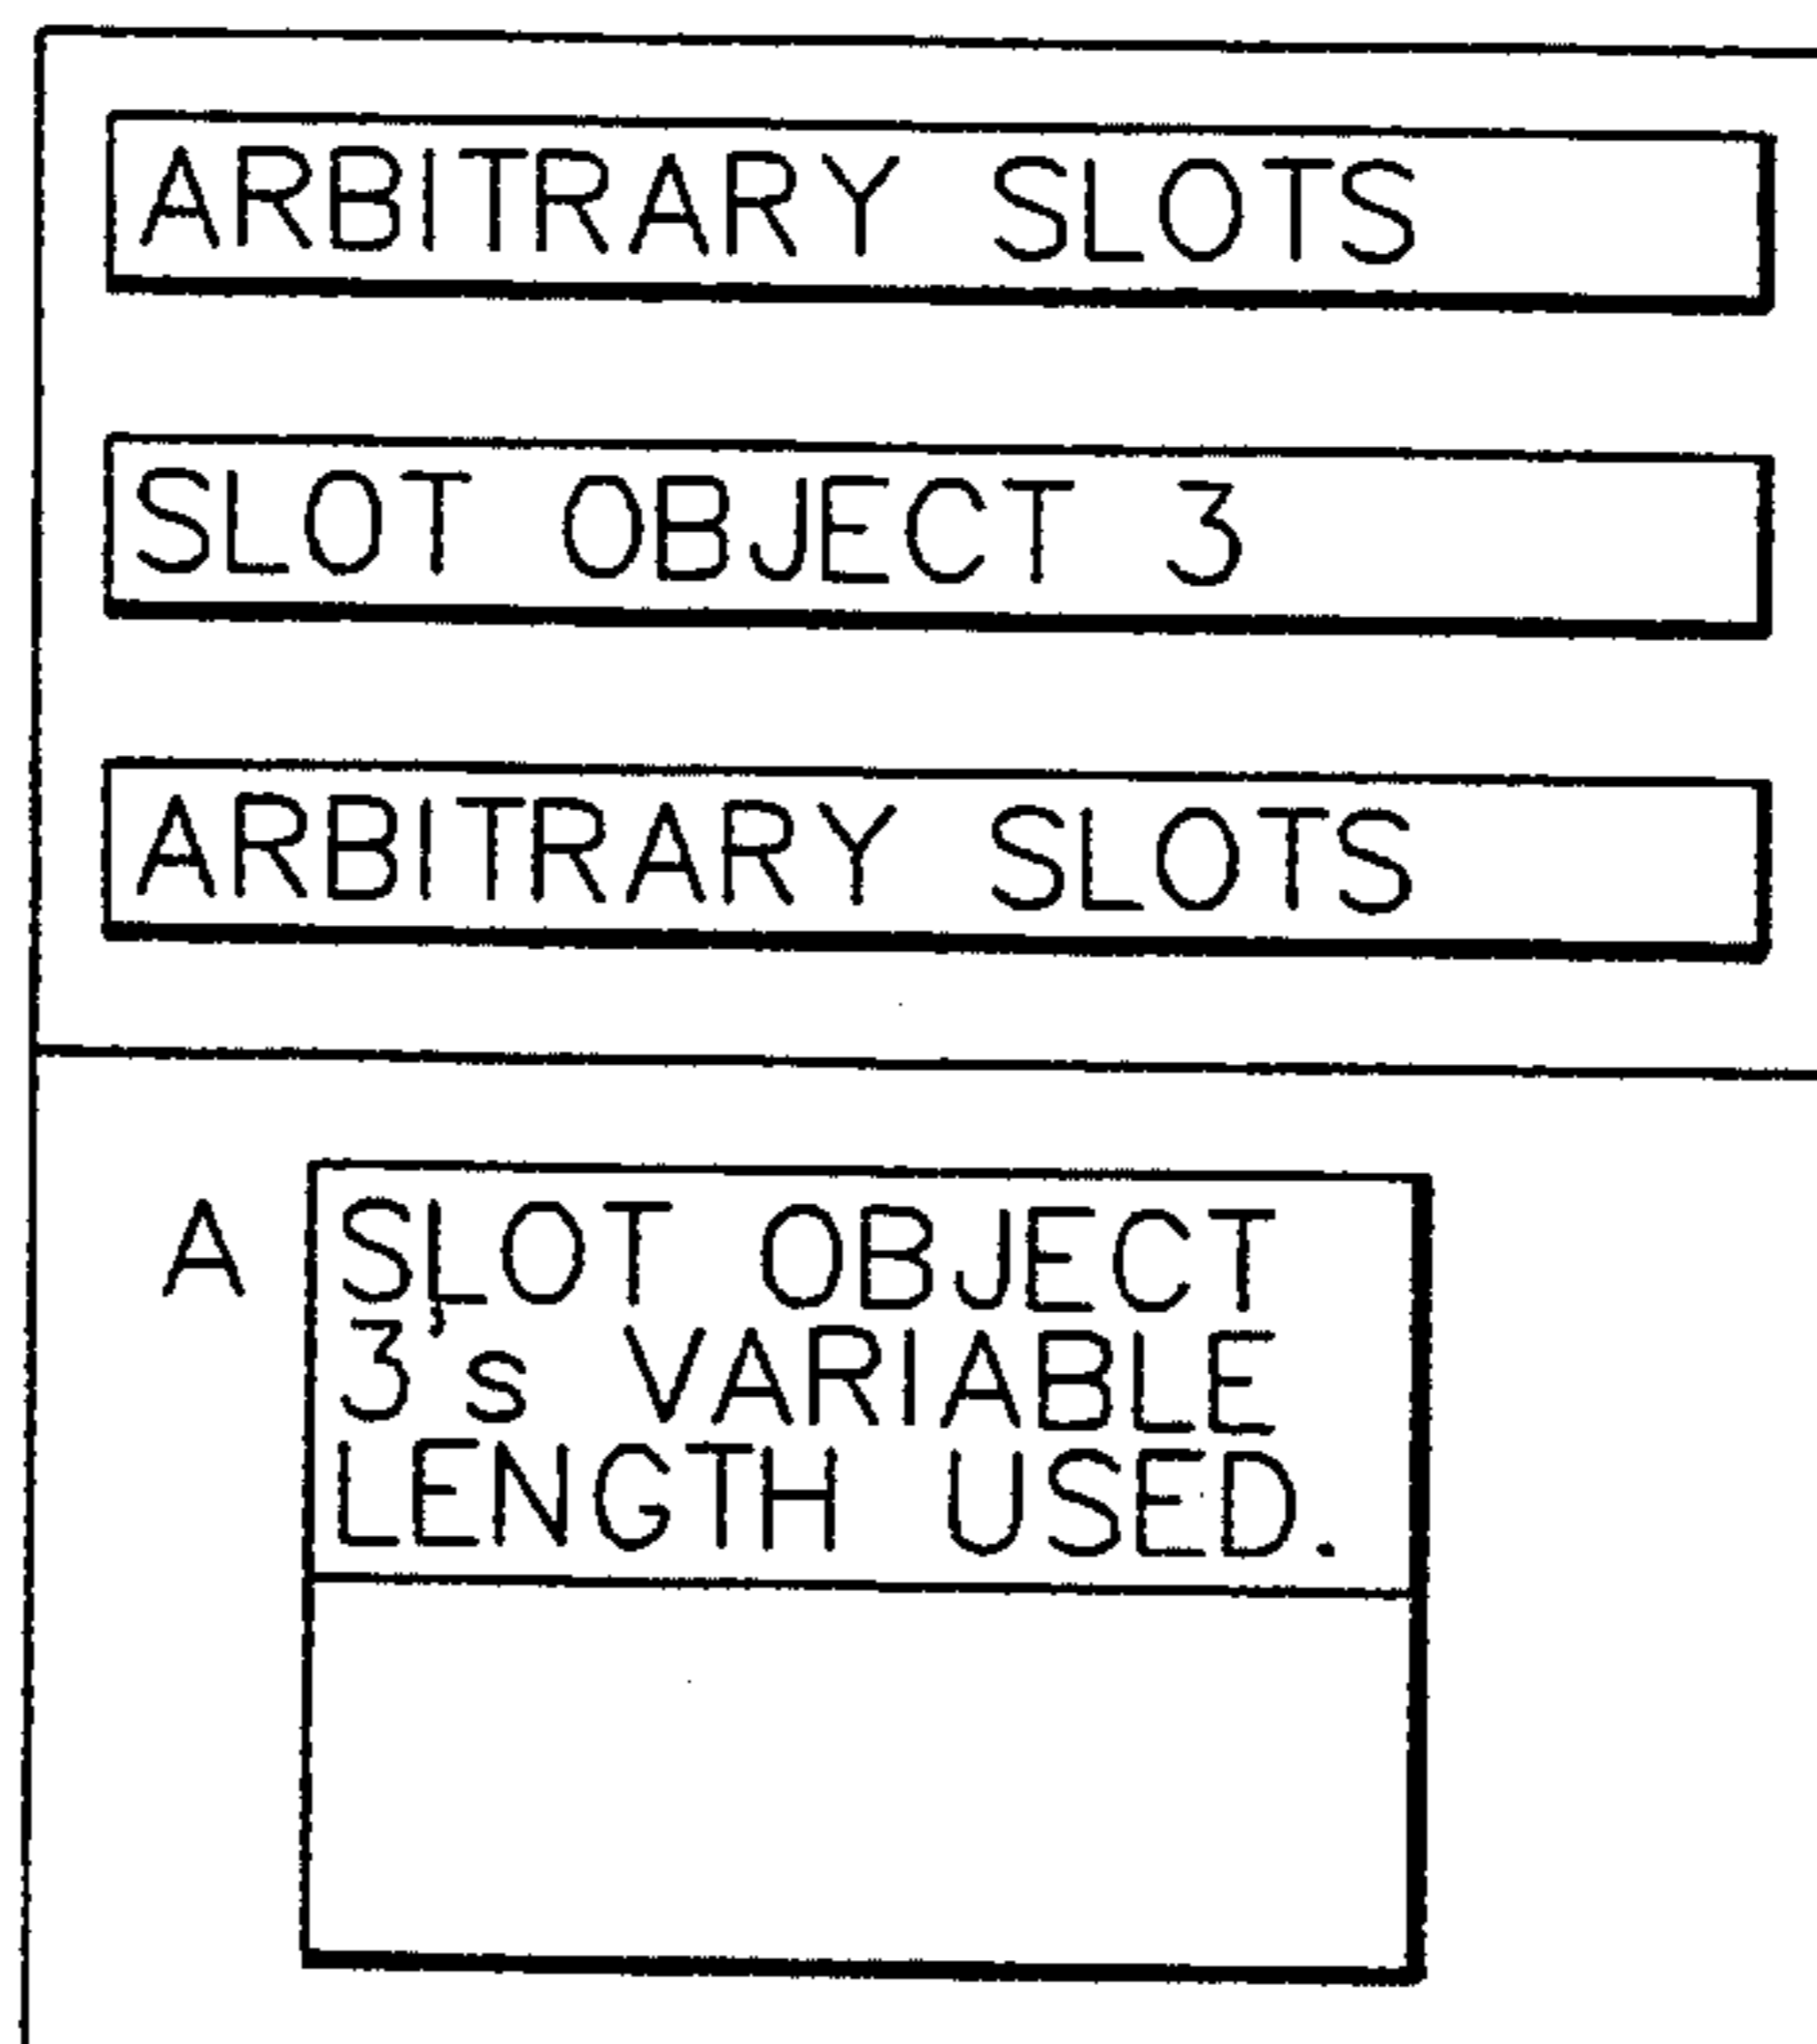 ARBITRARY SLOTS
SLOT OBJECT 3
ARBITRARY SLOTS
A SLOT OBJECT
3's VARIABLE
LENGTH USED.